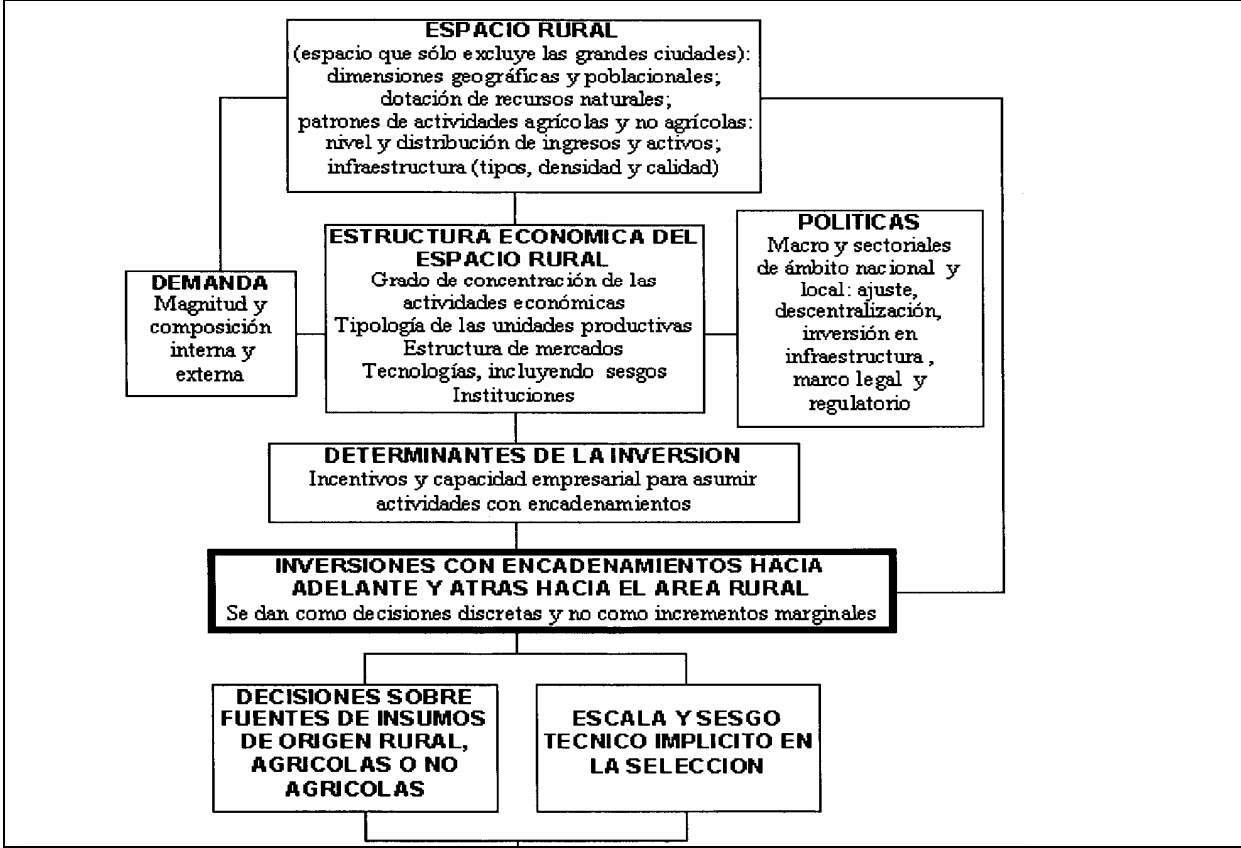 ESPACIO RURAL
(espacio que sólo excluye las grandes ciudades):
dimensiones geográficas y poblacionales;
dotación de recursos naturales;
patrones de actividades agrícolas y no agrícolas:
nivel y distribución de ingresos y activos;
infraestructura (tipos, densidad y calidad)
DEMANDA
Magnitud y
composición
interna y
externa
ESTRUCTURA ECONOMICA DEL
ESPACIO RURAL
Grado de concentración de las
actividades económicas
Tipología de las unidades productivas
Estructura de mercados
Tecnologías, incluyendo sesgos
Instituciones
POLITICAS
Macro y sectoriales
de ámbito nacional y
local: ajuste,
descentralización,
inversión en
infraestructura ,
marco legal y
regulatorio
DETERMINANTES DE LA INVERSION
Incentivos y capacidad empresarial para asumir
actividades con encadenamientos
INVERSIONES CON ENCADENAMIENTOS HACIA
ADELANTE Y ATRAS HACIA EL AREA RURAL
Se dan como decisiones discretas y no como incrementos marginales
DECISIONES SOBRE
FUENTES DE INSUMOS
DE ORIGEN RURAL,
AGRICOLAS O NO
AGRICOLAS
ESCALA Y SESGO
TECNICO IMPLICITO EN
LA SELECCION